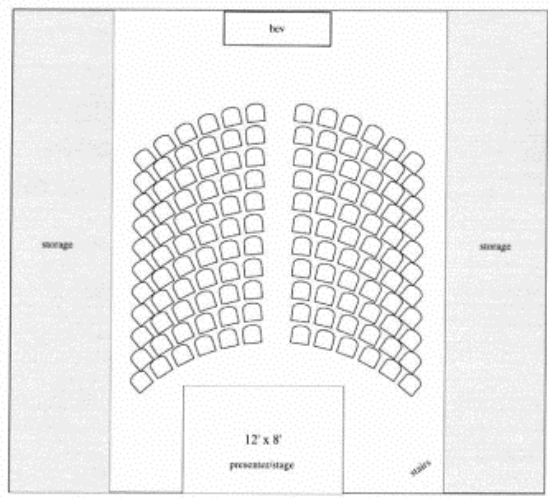 bev
storage
storage
12' x 8'
presenter/stage
stairs